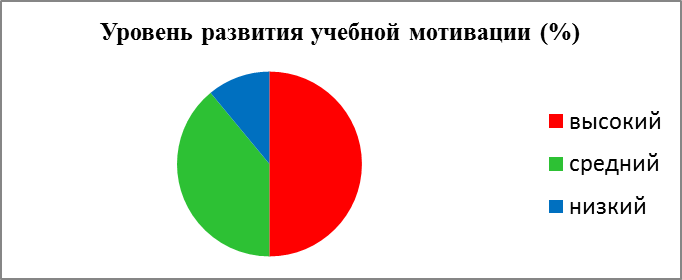 Уровень развития учебной мотивации (%)
высокий
средний
низкий